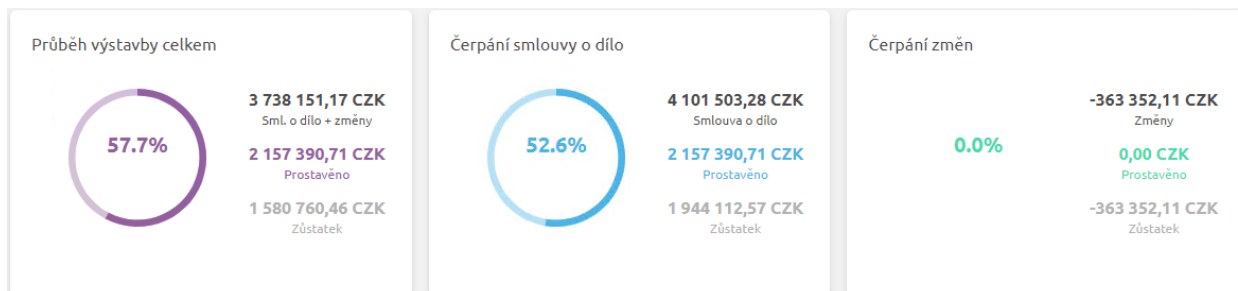 Průběh výstavby celkem
57.7%
3 738 151,17 CZK
Sml. o dílo + změny
2 157 390,71 CZK
Prostavěno
1 580 760,46 CZK
Zůstatek
Čerpání smlouvy o dílo
52.6%
4 101 503,28 CZK
Smlouva o dílo
2 157 390,71 CZK
Prostavěno
1 944 112,57 CZK
Zůstatek
Čerpání změn
0.0%
-363 352,11 CZK
Změny
0,00 CZK
Prostavěno
-363 352,11 CZK
Zůstatek